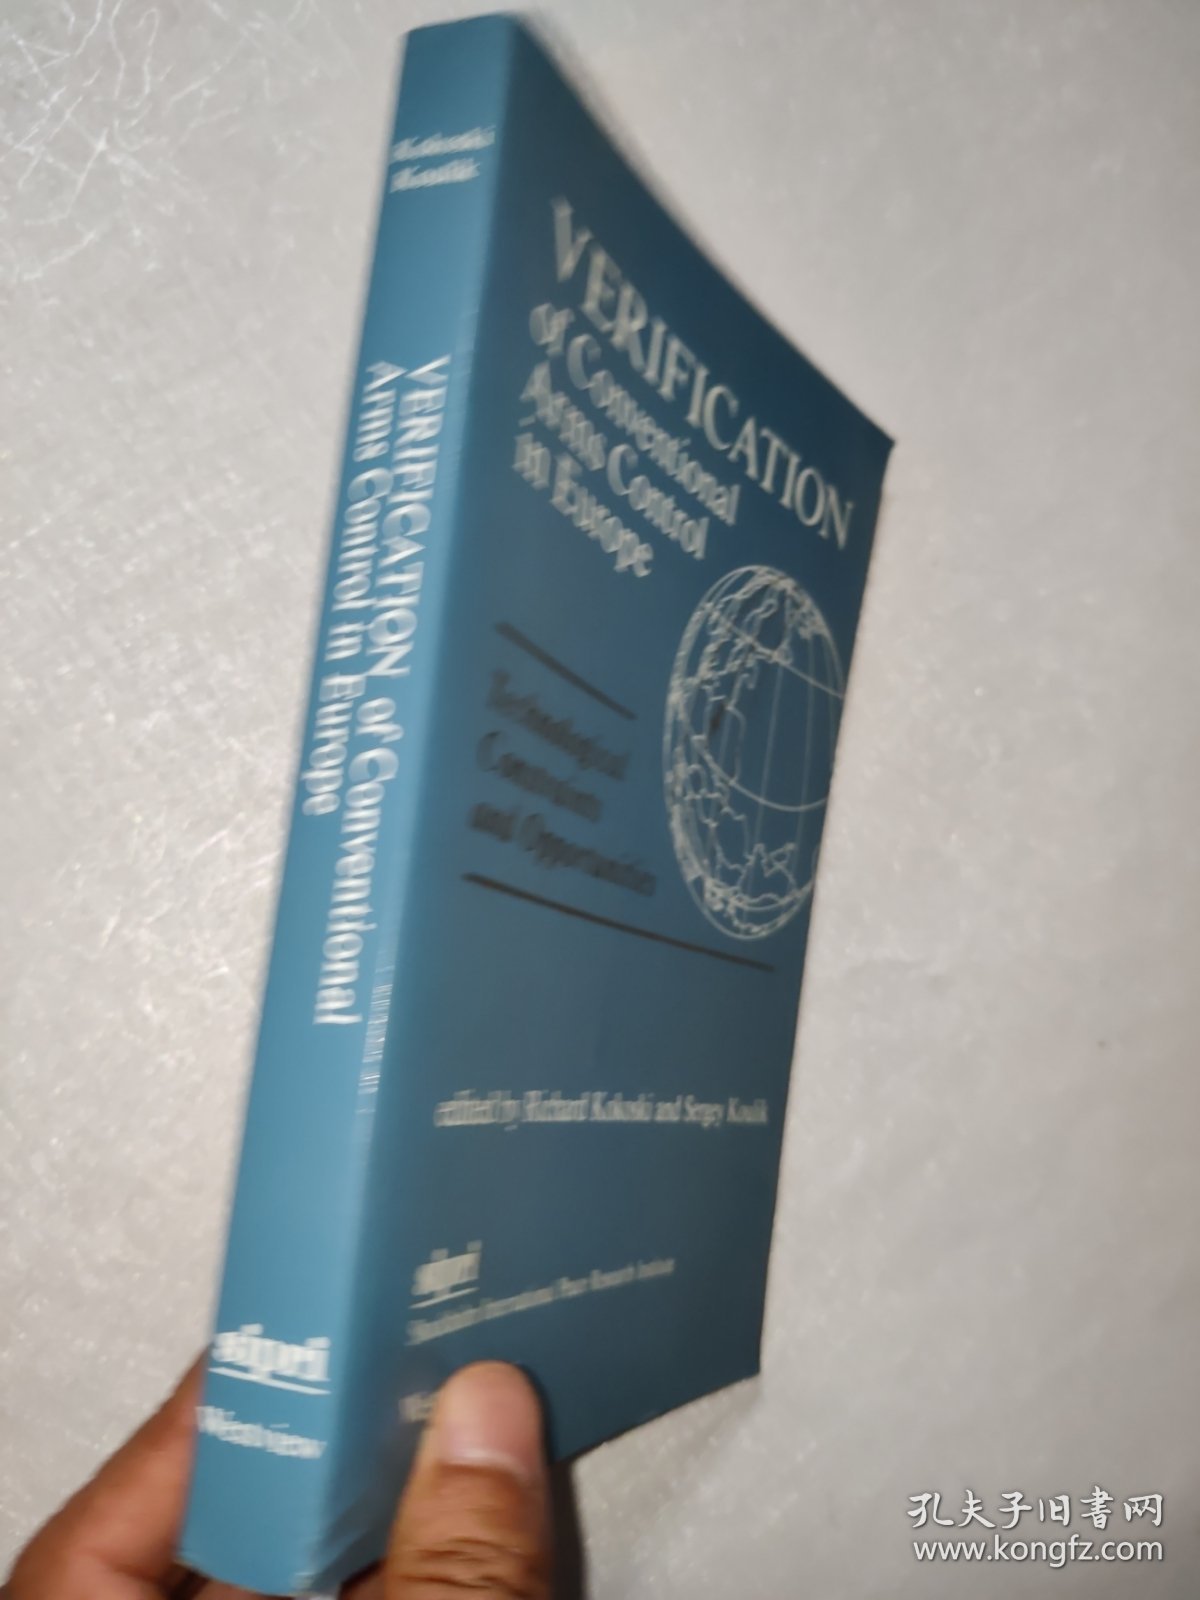 Kokoski
Koulik
VERIFICATION of Conventional
Arms Control in Europe
sipri
Westview
VERIFICATION
of Conventional
Arms Control
in Europe
Technological
Constraints
and Opportunities
edited by Richard Kokoski and Sergey Koulik
sipri
Stockholm International Peace Research Institute
孔夫子旧書网
www.kongfz.com